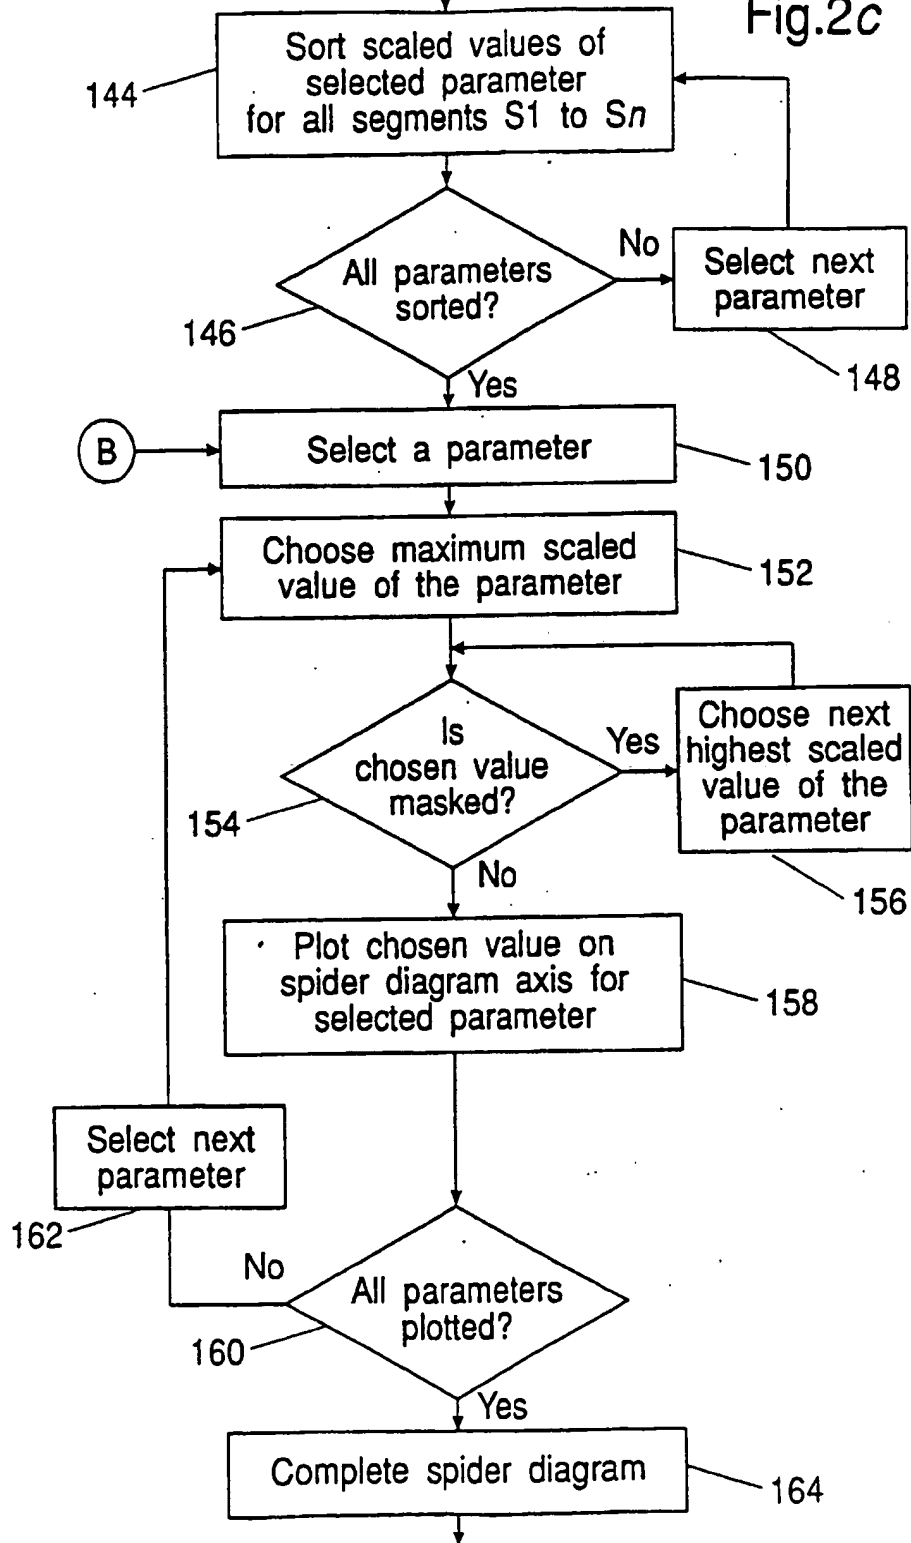 Fig.2c
Sort scaled values of
selected parameter
for all segments S1 to Sn
144
All parameters
sorted?
146
No
Select next
parameter
148
Yes
B
Select a parameter
150
Choose maximum scaled
value of the parameter
152
Is
chosen value
masked?
154
Yes
Choose next
highest scaled
value of the
parameter
156
No
Plot chosen value on
spider diagram axis for
selected parameter
158
Select next
parameter
162
No
All parameters
plotted?
160
Yes
Complete spider diagram
164